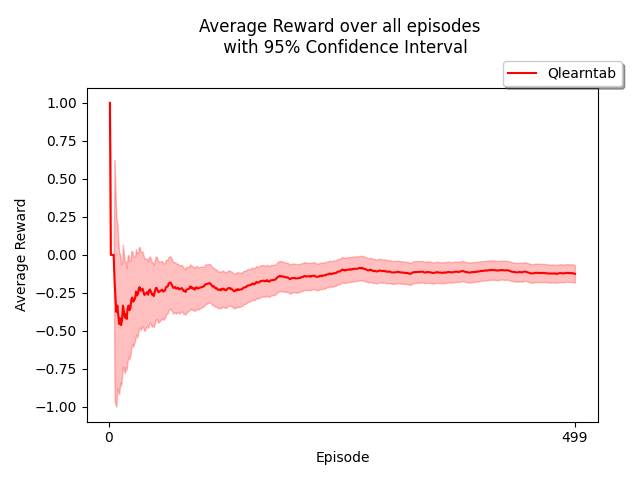 Average Reward over all episodes
with 95% Confidence Interval
Qlearntab
1.00
0.75
0.50
0.25
0.00
−0.25
−0.50
−0.75
−1.00
Average Reward
0 499
Episode